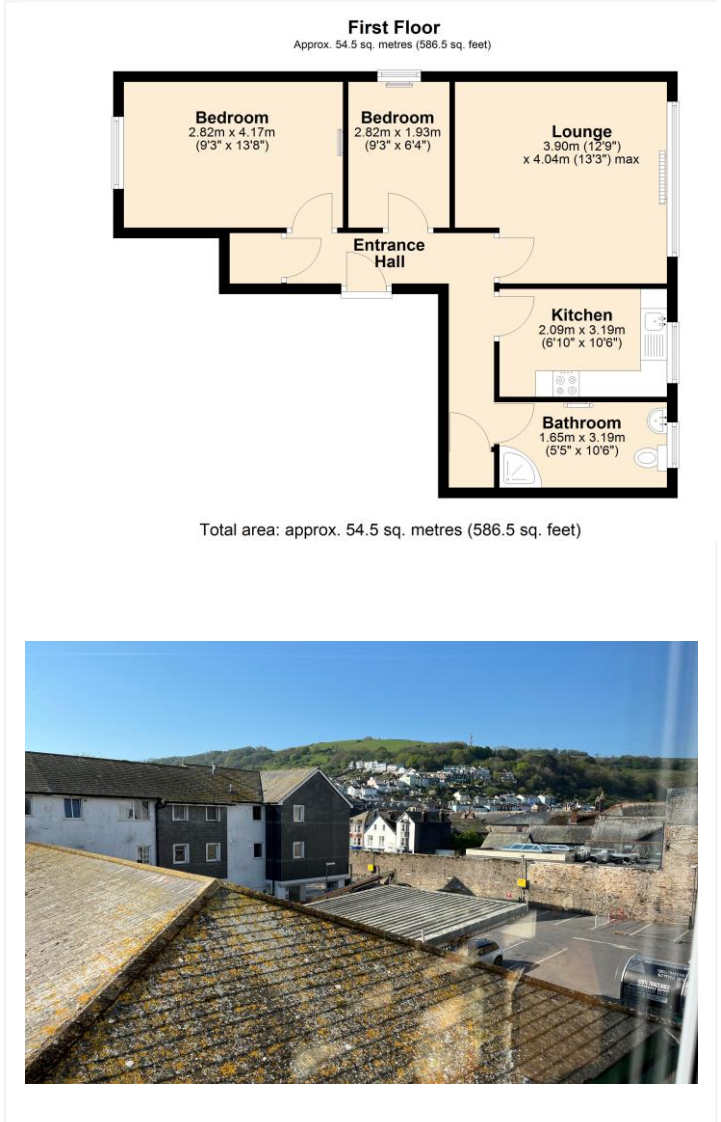 First Floor
Approx. 54.5 sq. metres (586.5 sq. feet)
Bedroom
2.82m x 4.17m
(9'3" x 13'8")
Bedroom
2.82m x 1.93m
(9'3" x 6'4")
Lounge
3.90m (12'9")
x 4.04m (13'3") max
Entrance
Hall
Kitchen
2.09m x 3.19m
(6'10" x 10'6")
Bathroom
1.65m x 3.19m
(5'5" x 10'6")
Total area: approx. 54.5 sq. metres (586.5 sq. feet)